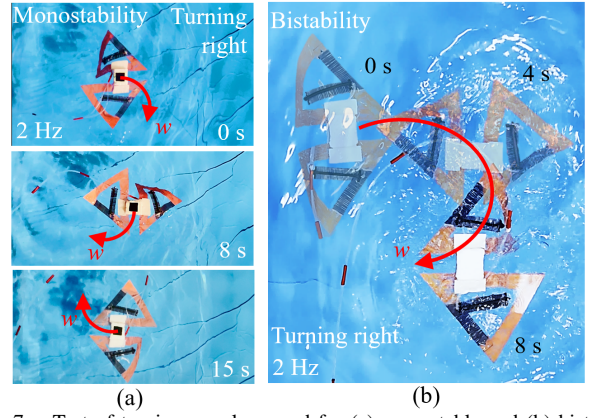 Monostability
Turning
right
w
2 Hz
0 s
w
8 s
w
15 s
(a)
Bistability
0 s
4 s
w
Turning right
2 Hz
8 s
(b)